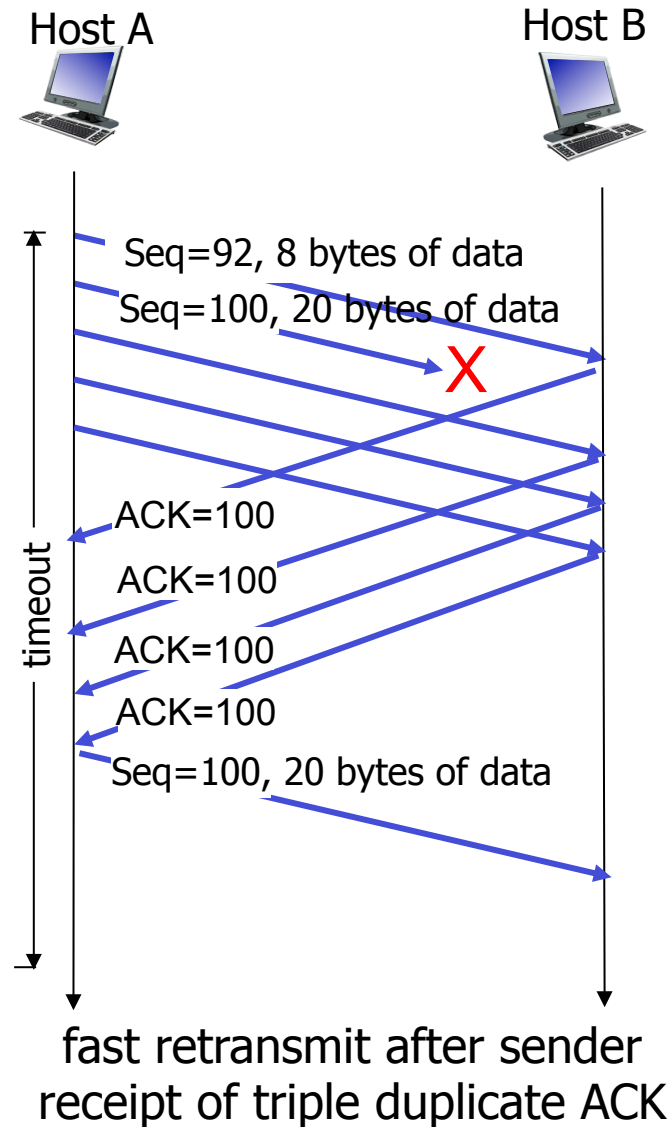 Host A
Host B
Seq=92, 8 bytes of data
Seq=100, 20 bytes of data
X
timeout
ACK=100
ACK=100
ACK=100
ACK=100
Seq=100, 20 bytes of data
fast retransmit after sender
receipt of triple duplicate ACK